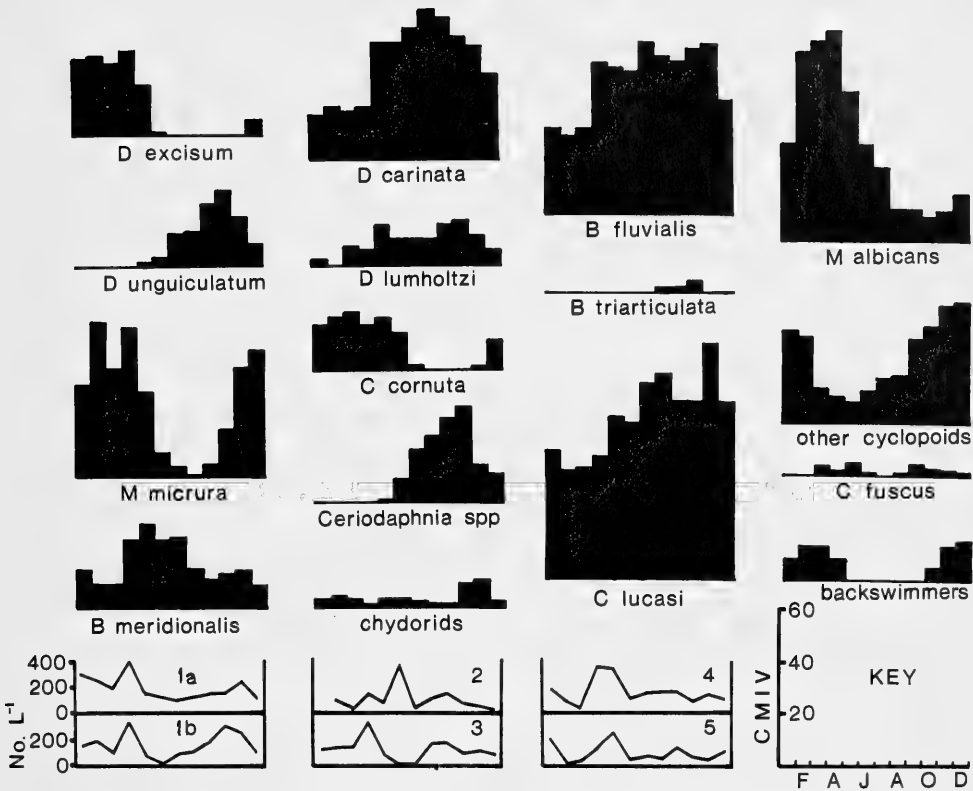 D excisum
D carinata
B fluvialis
M albicans
D unguiculatum
D lumholtzi
B triarticulata
C cornuta
other cyclopoids
M micrura
Ceriodaphnia spp
C fuscus
C lucasi
backswimmers
B meridionalis
chydorids
No. L⁻¹
400
200
0
200
0
1a
1b
2
3
4
5
CMIV
60
40
20
KEY
F A J A O D